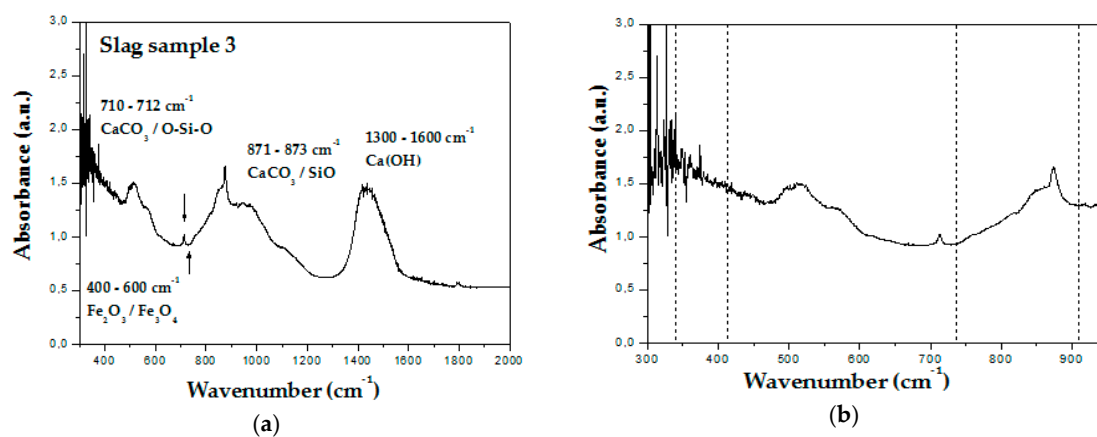 Slag sample 3
710 - 712 cm⁻¹
CaCO₃ / O-Si-O
871 - 873 cm⁻¹
CaCO₃ / SiO
1300 - 1600 cm⁻¹
Ca(OH)
400 - 600 cm⁻¹
Fe₂O₃ / Fe₃O₄
Absorbance (a.u.)
3,0
2,5
2,0
1,5
1,0
0,5
0,0
400 600 800 1000 1200 1400 1600 1800 2000
Wavenumber (cm⁻¹)
(a)
Absorbance (a.u.)
3,0
2,5
2,0
1,5
1,0
0,5
0,0
300 400 500 600 700 800 900
Wavenumber (cm⁻¹)
(b)